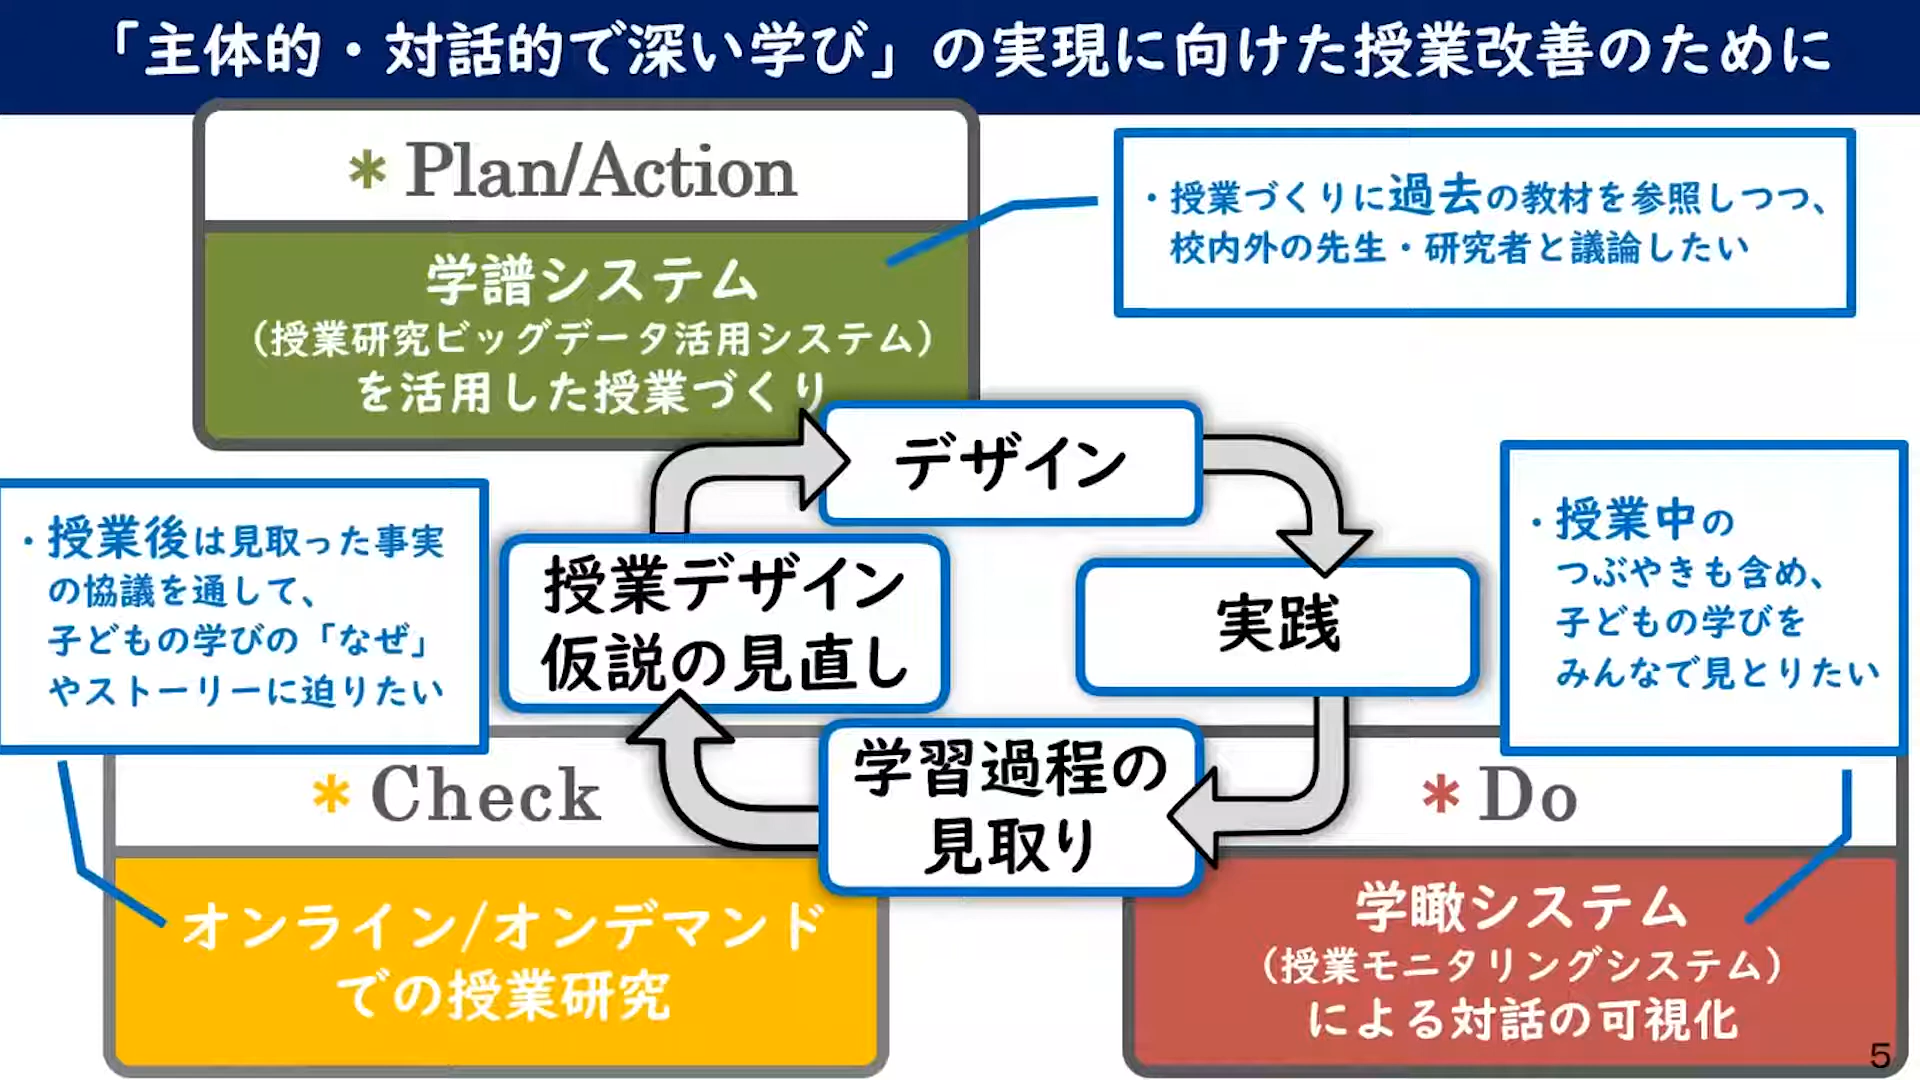 「主体的・対話的で深い学び」の実現に向けた授業改善のために
* Plan/Action
学譜システム
（授業研究ビッグデータ活用システム）
を活用した授業づくり
・授業づくりに過去の教材を参照しつつ、
校内外の先生・研究者と議論したい
デザイン
実践
学習過程の
見取り
授業デザイン
仮説の見直し
・授業中の
つぶやきも含め、
子どもの学びを
みんなで見とりたい
* Do
学瞰システム
（授業モニタリングシステム）
による対話の可視化
・授業後は見取った事実
の協議を通して、
子どもの学びの「なぜ」
やストーリーに迫りたい
* Check
オンライン/オンデマンド
での授業研究
5